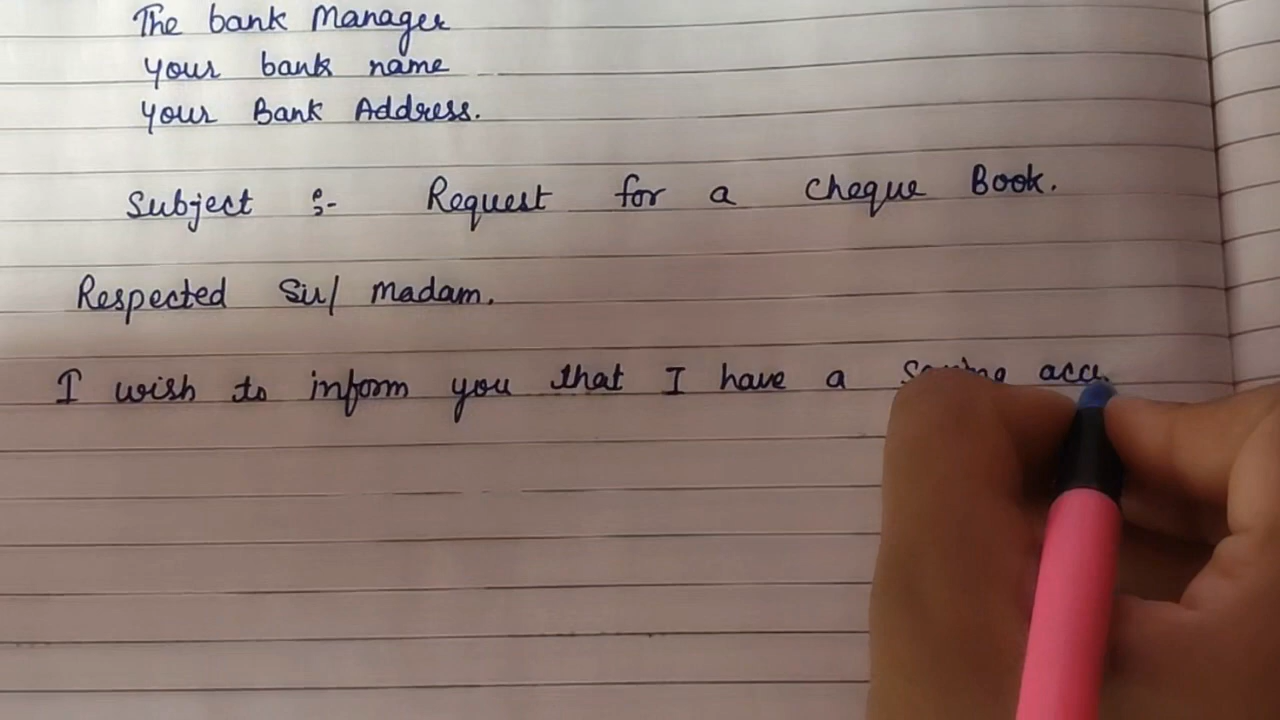 The bank Manager
your bank name
your Bank Address.
Subject :- Request for a Cheque Book.
Respected Sir/ madam.
I wish to inform you that I have a